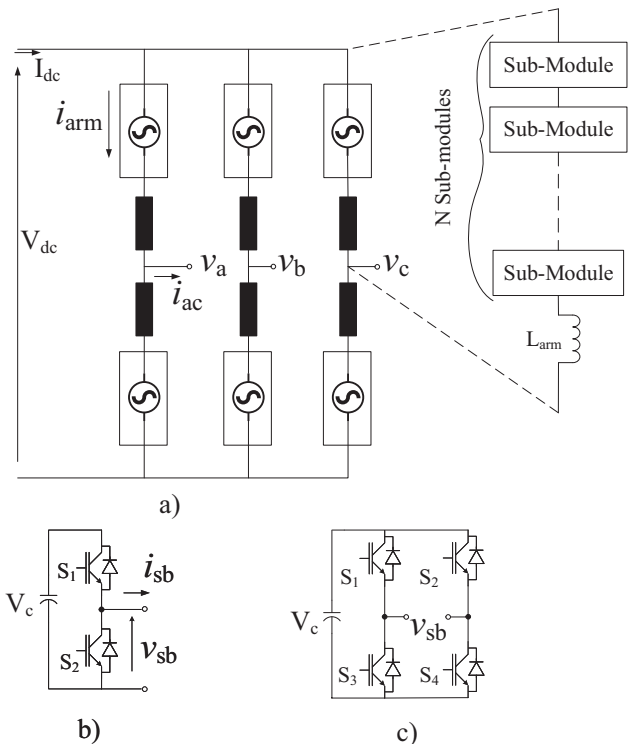 I_dc
i_arm
V_dc
v_a
v_b
v_c
i_ac
a)
Sub-Module
Sub-Module
N Sub-modules
Sub-Module
L_arm
V_c
S_1
i_sb
S_2
v_sb
b)
V_c
S_1
S_2
v_sb
S_3
S_4
c)